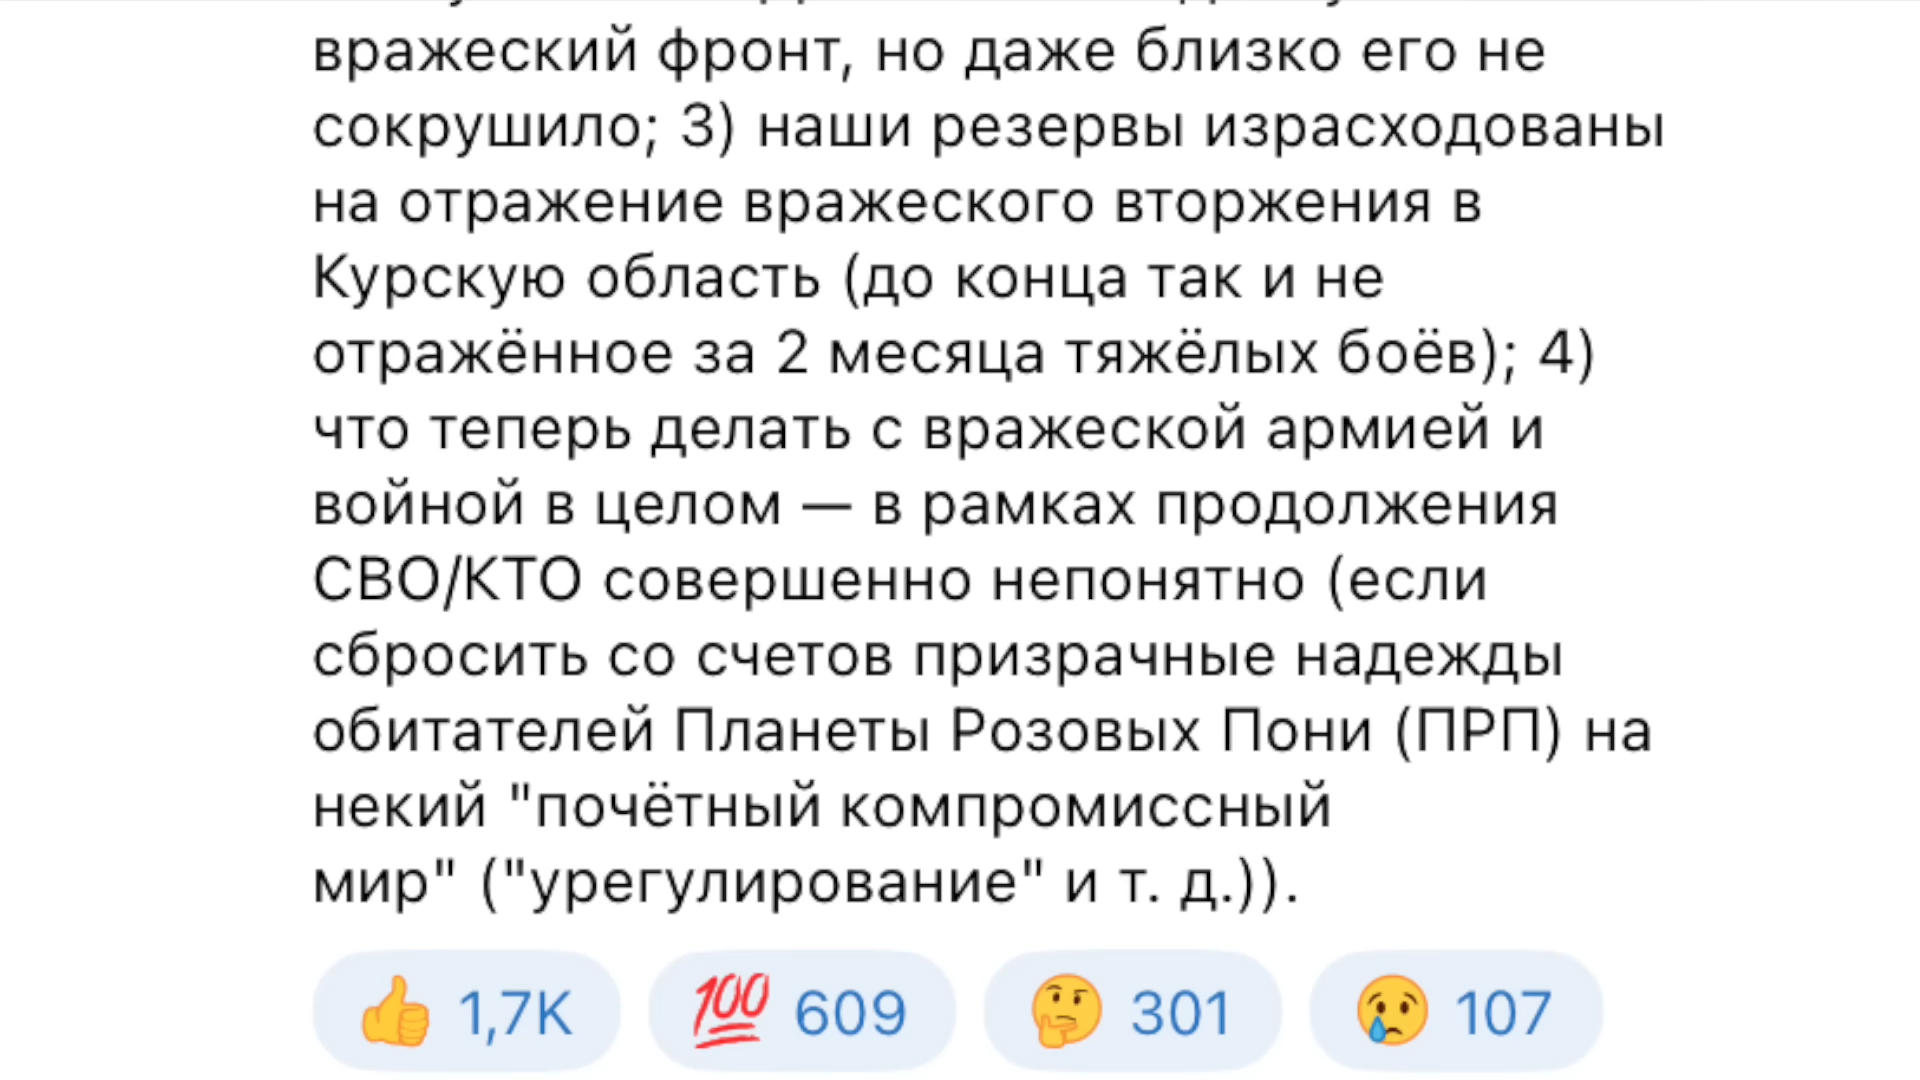 вражеский фронт, но даже близко его не
сокрушило; 3) наши резервы израсходованы
на отражение вражеского вторжения в
Курскую область (до конца так и не
отражённое за 2 месяца тяжёлых боёв); 4)
что теперь делать с вражеской армией и
войной в целом — в рамках продолжения
СВО/КТО совершенно непонятно (если
сбросить со счетов призрачные надежды
обитателей Планеты Розовых Пони (ПРП) на
некий "почётный компромиссный
мир" ("урегулирование" и т. д.)).
👍 1,7K 💯 609 🤔 301 😢 107